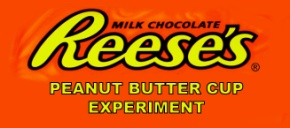 MILK CHOCOLATE
Reese's®
PEANUT BUTTER CUP
EXPERIMENT